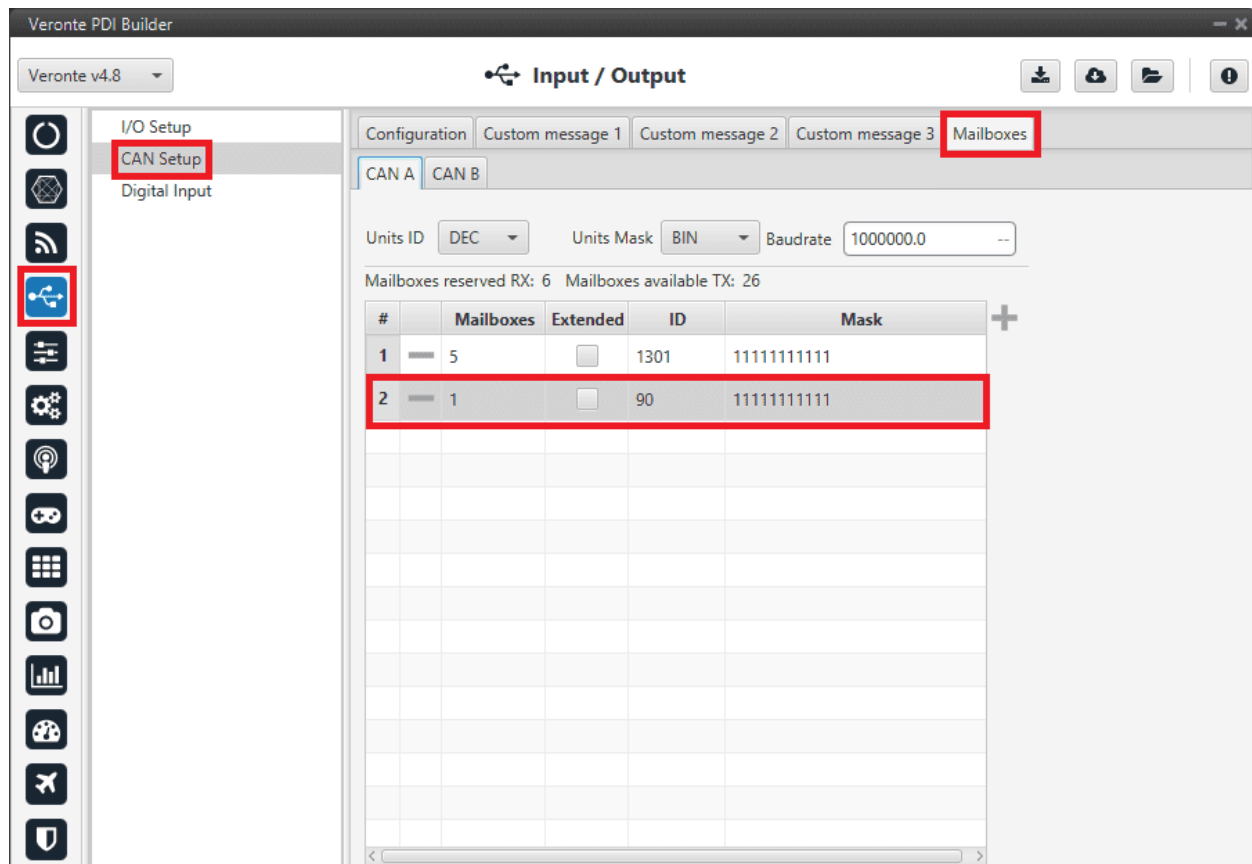 Veronte PDI Builder
Veronte v4.8
Input / Output
I/O Setup
CAN Setup
Digital Input
Configuration Custom message 1 Custom message 2 Custom message 3 Mailboxes
CAN A CAN B
Units ID DEC Units Mask BIN Baudrate 1000000.0 --
Mailboxes reserved RX: 6 Mailboxes available TX: 26
# Mailboxes Extended ID Mask
1 5 1301 11111111111
2 1 90 11111111111